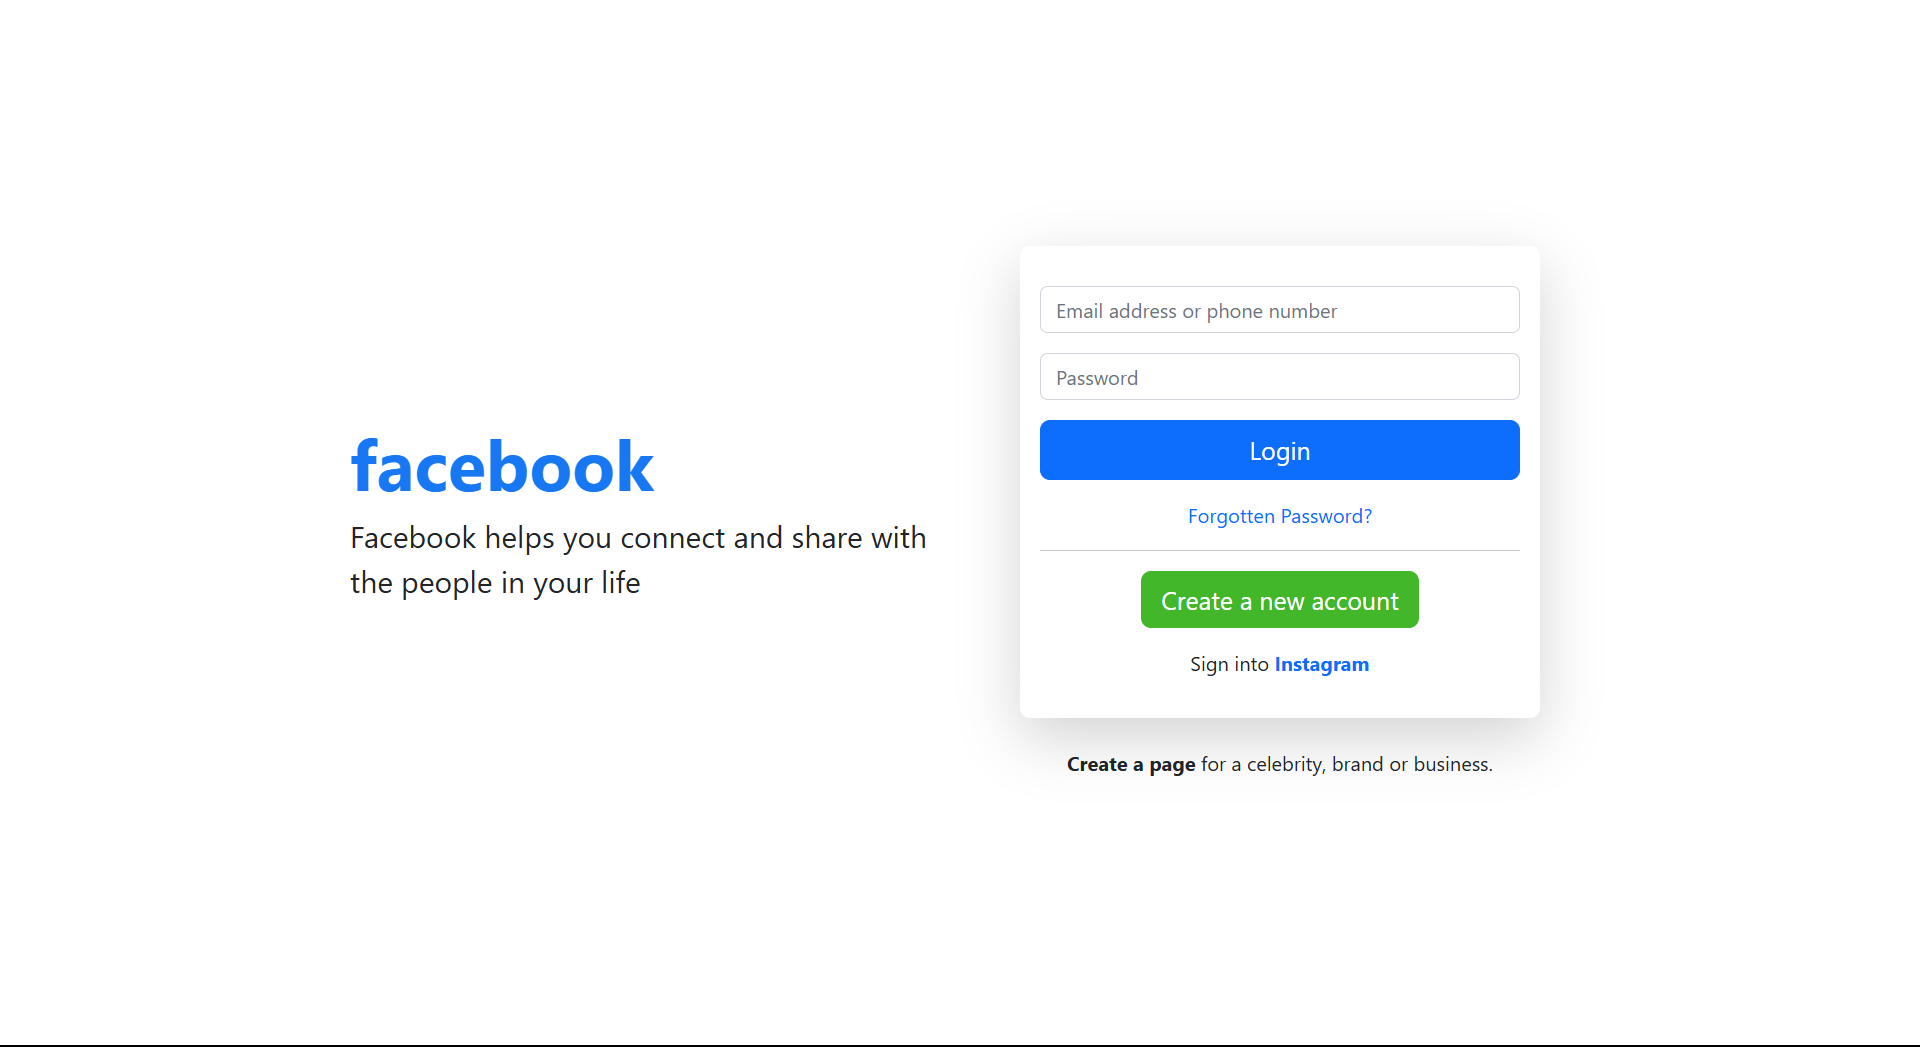 facebook
Facebook helps you connect and share with
the people in your life
Email address or phone number
Password
Login
Forgotten Password?
Create a new account
Sign into Instagram
Create a page for a celebrity, brand or business.